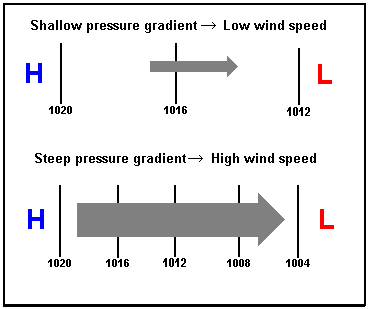 Shallow pressure gradient → Low wind speed
H L
1020 1016 1012
Steep pressure gradient → High wind speed
H L
1020 1016 1012 1008 1004